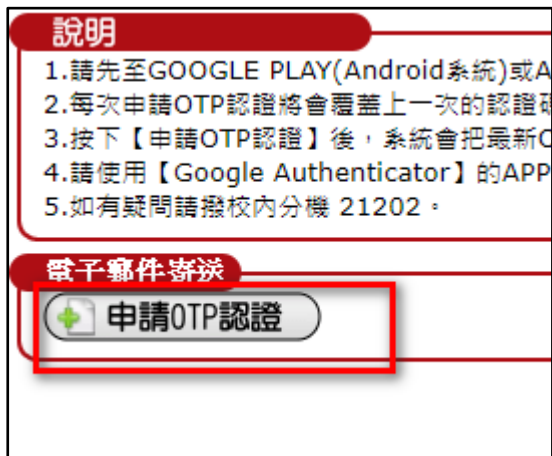 說明
1.請先至GOOGLE PLAY(Android系統)或A
2.每次申請OTP認證將會覆蓋上一次的認證碼
3.按下【申請OTP認證】後，系統會把最新O
4.請使用【Google Authenticator】的APP
5.如有疑問請撥校內分機 21202。
電子郵件寄送
申請OTP認證